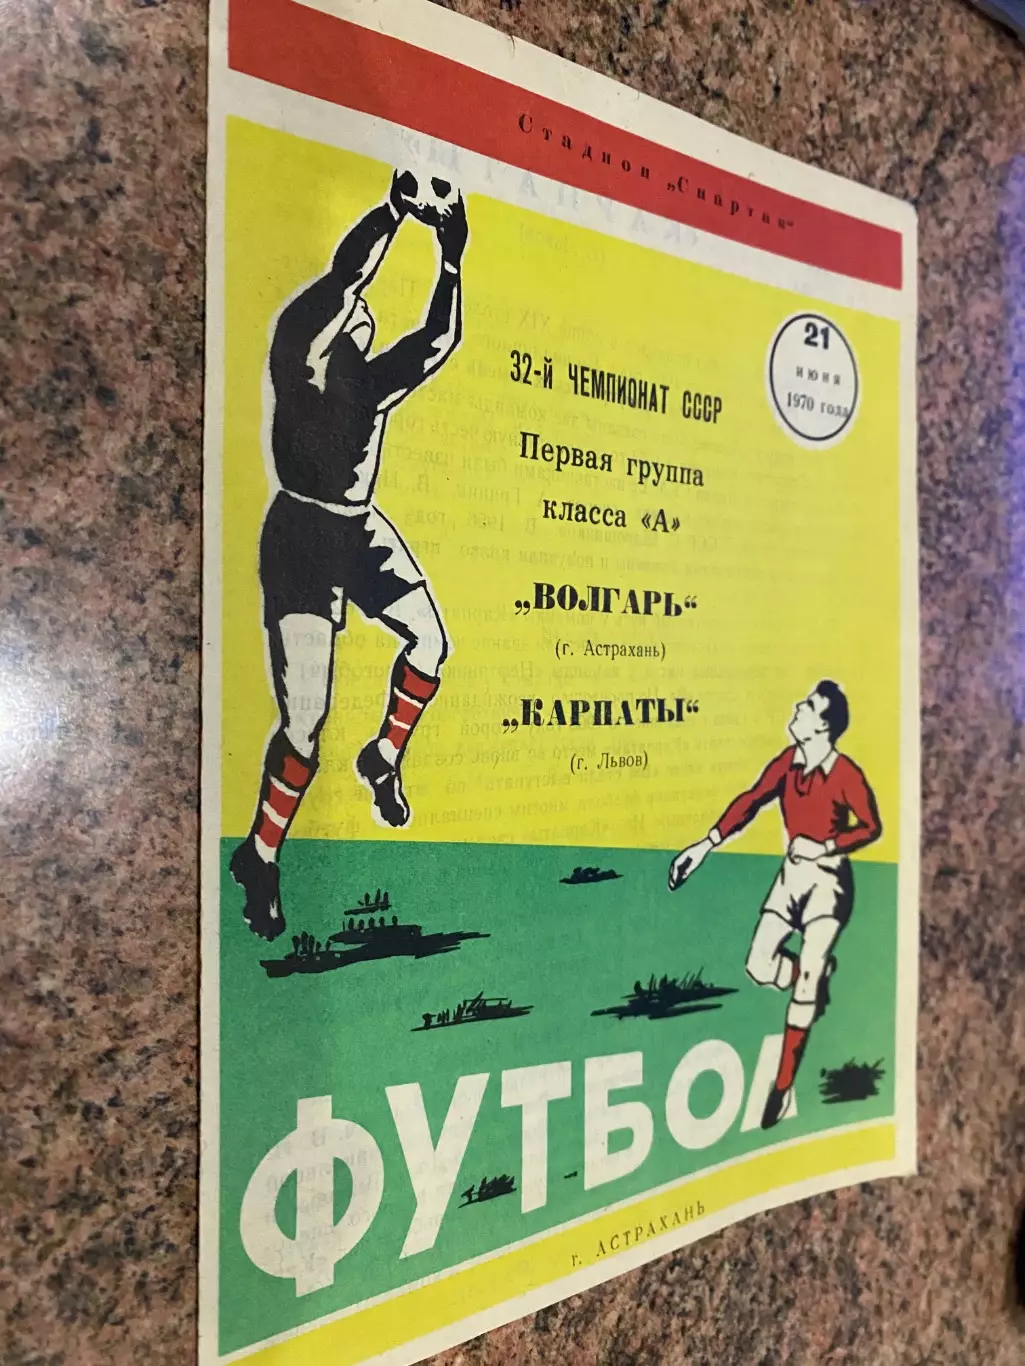 Стадион „Спартак“
21
июня
1970 года
32-й ЧЕМПИОНАТ СССР
Первая группа
класса «А»
„ВОЛГАРЬ“
(г. Астрахань)
„КАРПАТЫ“
(г. Львов)
ФУТБОЛ
г. АСТРАХАНЬ